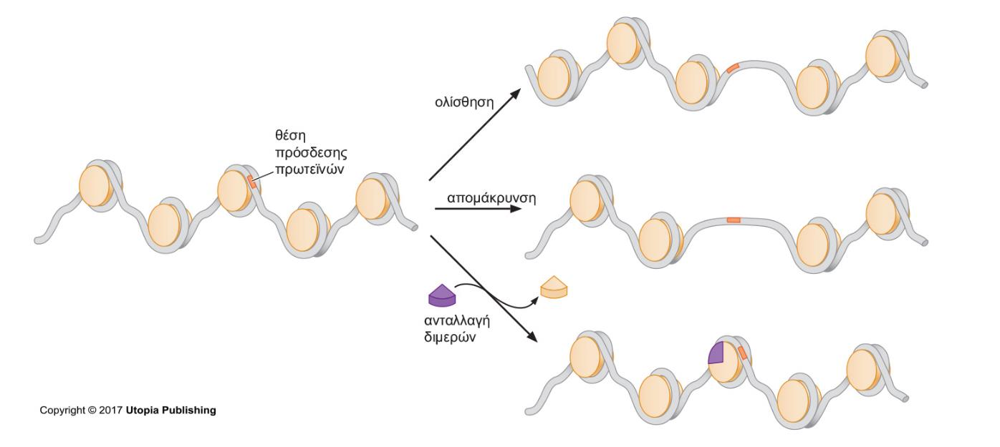 ολίσθηση
θέση
πρόσδεσης
πρωτεϊνών
απομάκρυνση
ανταλλαγή
διμερών
Copyright © 2017 Utopia Publishing